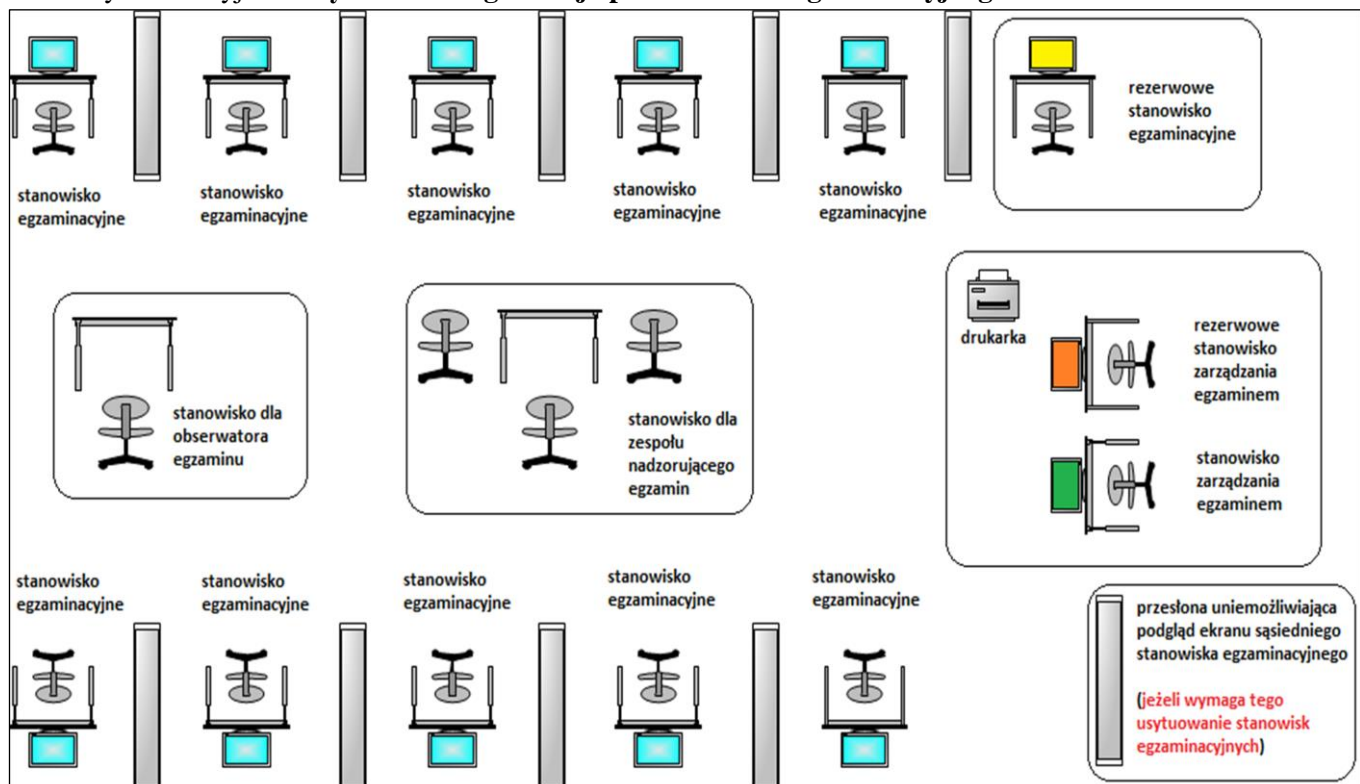 stanowisko
egzaminacyjne
stanowisko
egzaminacyjne
stanowisko
egzaminacyjne
stanowisko
egzaminacyjne
stanowisko
egzaminacyjne
rezerwowe
stanowisko
egzaminacyjne
stanowisko dla
obserwatora
egzaminu
stanowisko dla
zespołu
nadzorującego
egzamin
drukarka
rezerwowe
stanowisko
zarządzania
egzaminem
stanowisko
zarządzania
egzaminem
stanowisko
egzaminacyjne
stanowisko
egzaminacyjne
stanowisko
egzaminacyjne
stanowisko
egzaminacyjne
stanowisko
egzaminacyjne
przesłona uniemożliwiająca
podgląd ekranu sąsiedniego
stanowiska egzaminacyjnego
(jeżeli wymaga tego
usytuowanie stanowisk
egzaminacyjnych)